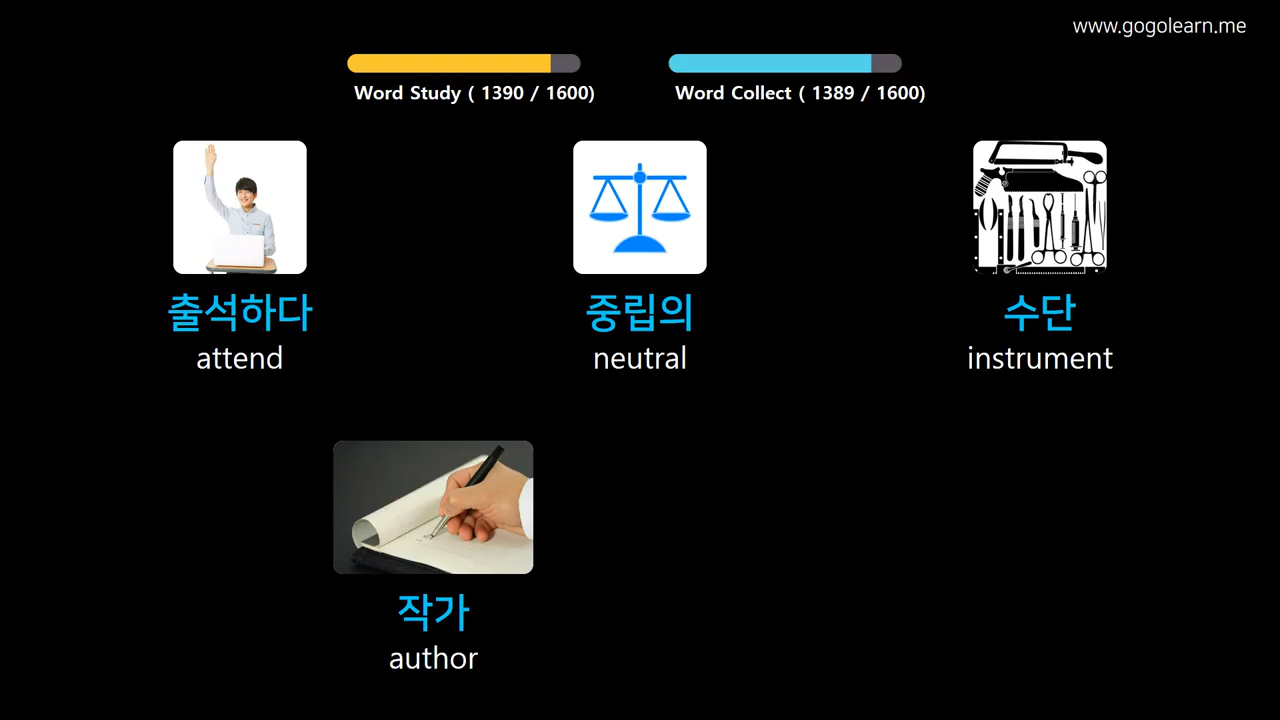 www.gogolearn.me
Word Study ( 1390 / 1600)
Word Collect ( 1389 / 1600)
출석하다
attend
중립의
neutral
수단
instrument
작가
author